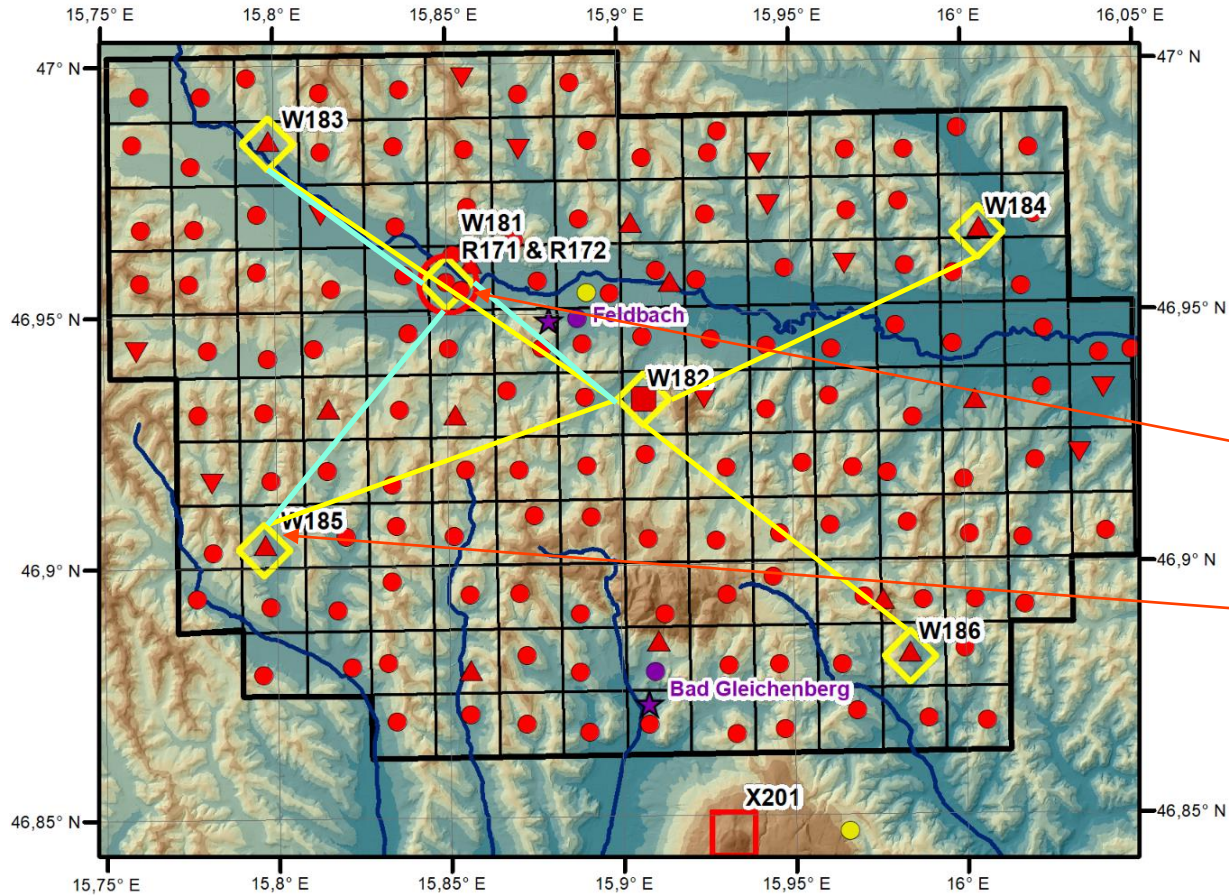 15,75° E 15,8° E 15,85° E 15,9° E 15,95° E 16° E 16,05° E
47° N 47° N
W183
W181
R171 & R172
W184
46,95° N 46,95° N
Feldbach
W182
W185
46,9° N 46,9° N
W186
Bad Gleichenberg
X201
46,85° N 46,85° N
15,75° E 15,8° E 15,85° E 15,9° E 15,95° E 16° E 16,05° E